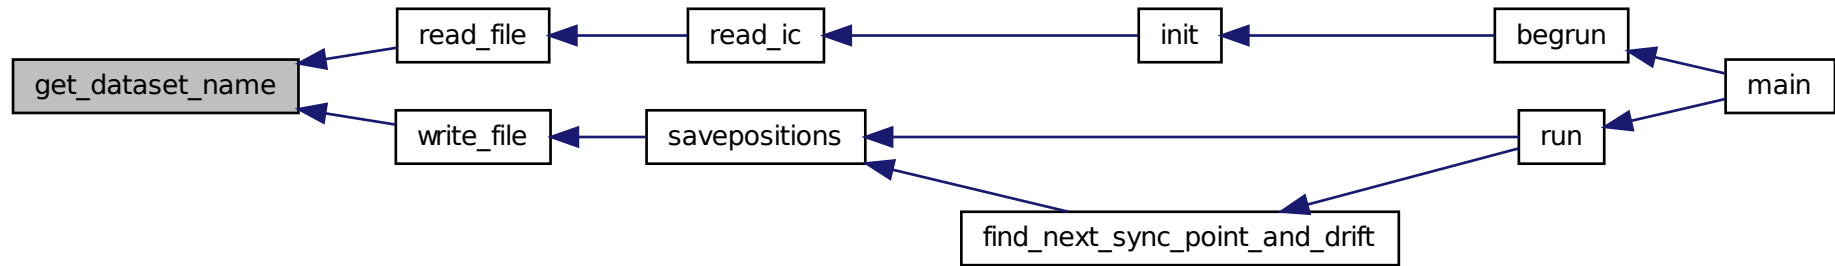 get_dataset_name
read_file
read_ic
init
begrun
main
write_file
savepositions
run
find_next_sync_point_and_drift